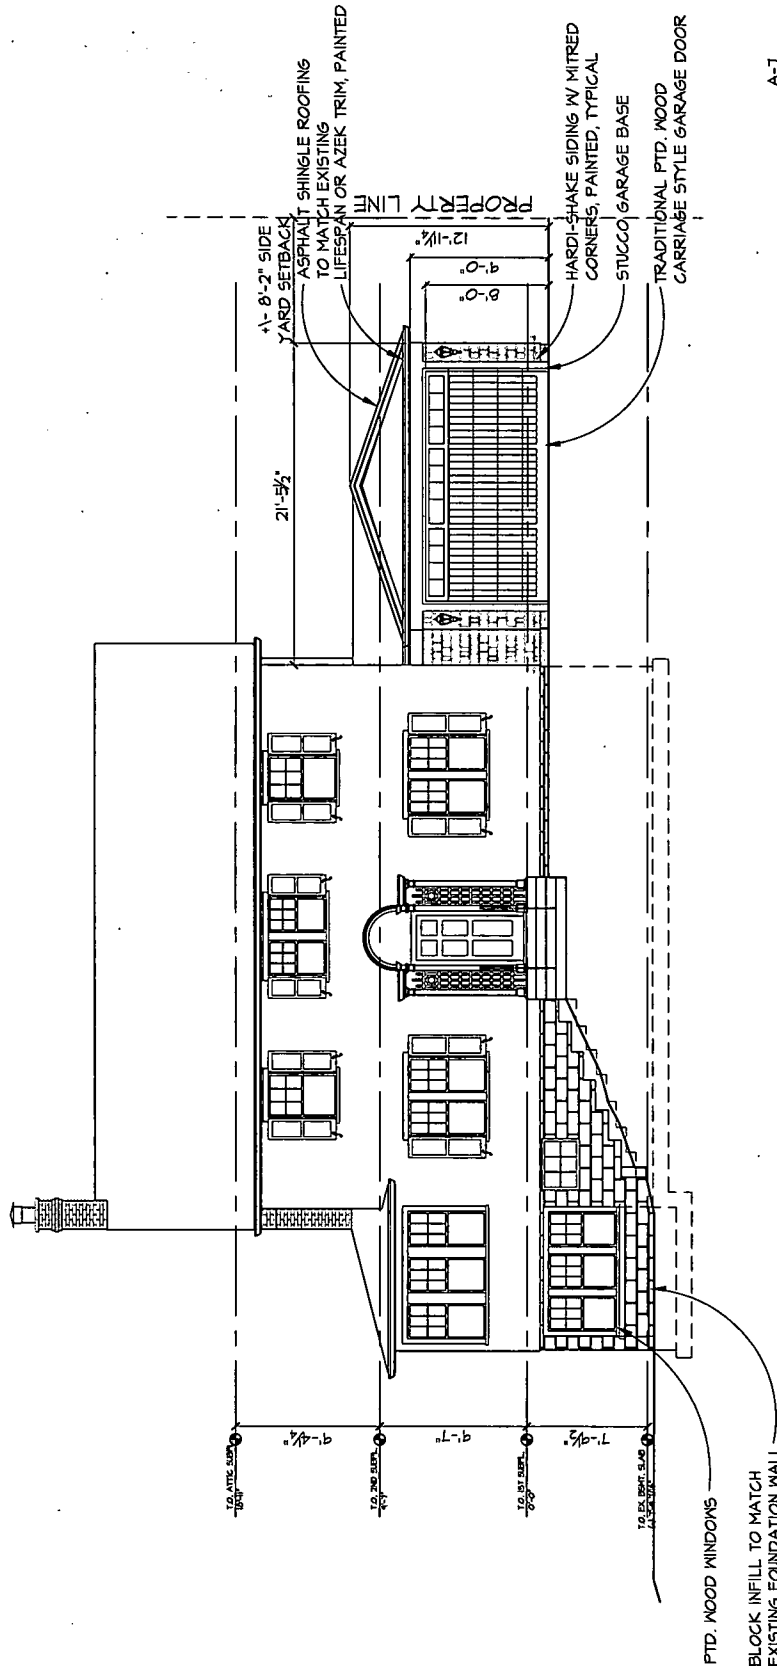 +\- 8'-2" SIDE
YARD SETBACK
ASPHALT SHINGLE ROOFING
TO MATCH EXISTING
LIFESPAN OR AZEK TRIM, PAINTED
PROPERTY LINE
21'-5½"
12'-1¼"
9'-0"
8'-0"
HARDI-SHAKE SIDING W/ MITRED
CORNERS, PAINTED, TYPICAL
STUCCO GARAGE BASE
TRADITIONAL PTD. WOOD
CARRIAGE STYLE GARAGE DOOR
A-7
T.O. ATTIC SUBFL.
9'-4¼"
T.O. 2ND SUBFL.
9'-7"
T.O. 1ST SUBFL.
0'-0"
7'-9½"
T.O. EX. BSMT. SLAB
PTD. WOOD WINDOWS
BLOCK INFILL TO MATCH
EXISTING FOUNDATION WALL